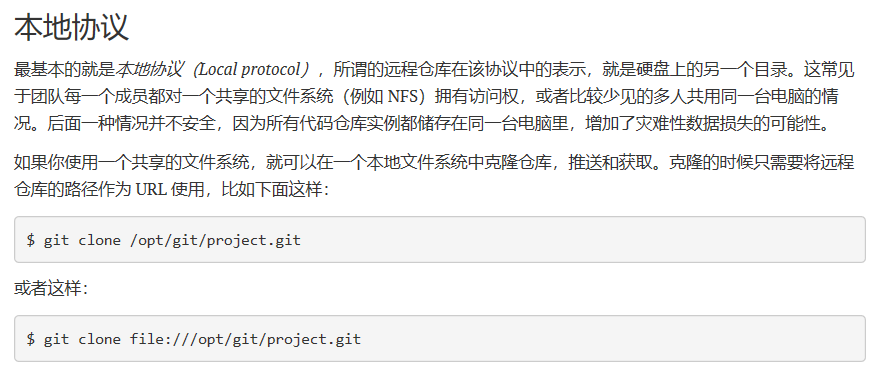 本地协议
最基本的就是本地协议（Local protocol），所谓的远程仓库在该协议中的表示，就是硬盘上的另一个目录。这常见
于团队每一个成员都对一个共享的文件系统（例如 NFS）拥有访问权，或者比较少见的多人共用同一台电脑的情
况。后面一种情况并不安全，因为所有代码仓库实例都储存在同一台电脑里，增加了灾难性数据损失的可能性。
如果你使用一个共享的文件系统，就可以在一个本地文件系统中克隆仓库，推送和获取。克隆的时候只需要将远程
仓库的路径作为 URL 使用，比如下面这样：
$ git clone /opt/git/project.git
或者这样：
$ git clone file:///opt/git/project.git